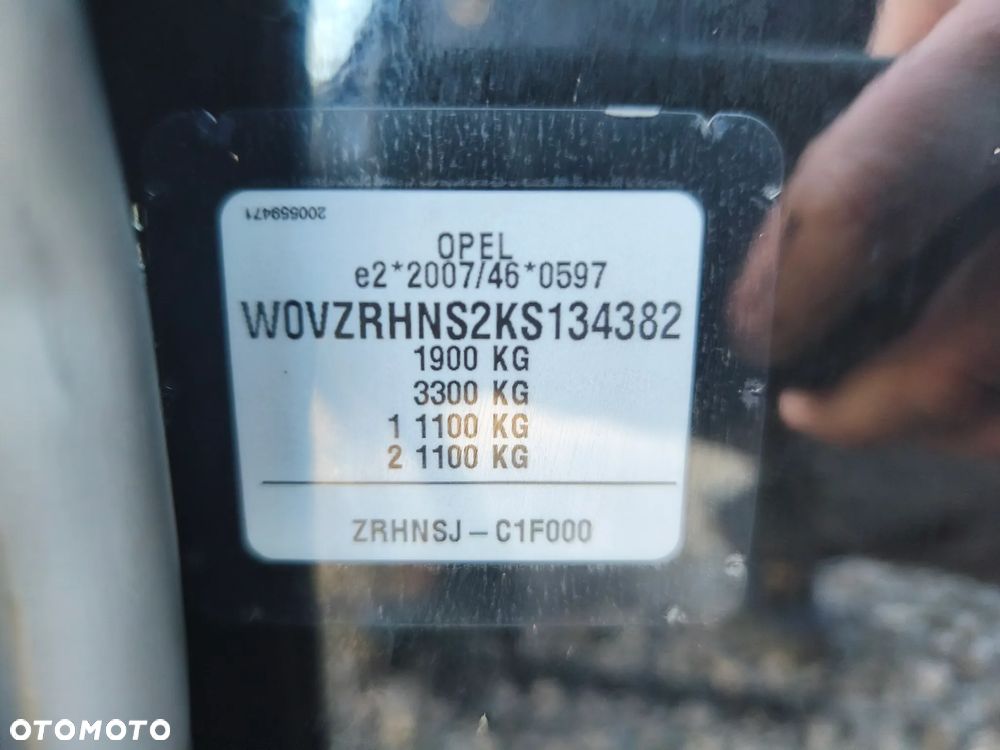 200559471
OPEL
e2*2007/46*0597
W0VZRHNS2KS134382
1900 KG
3300 KG
1 1100 KG
2 1100 KG
ZRHNSJ – C1F000
OTOMOTO